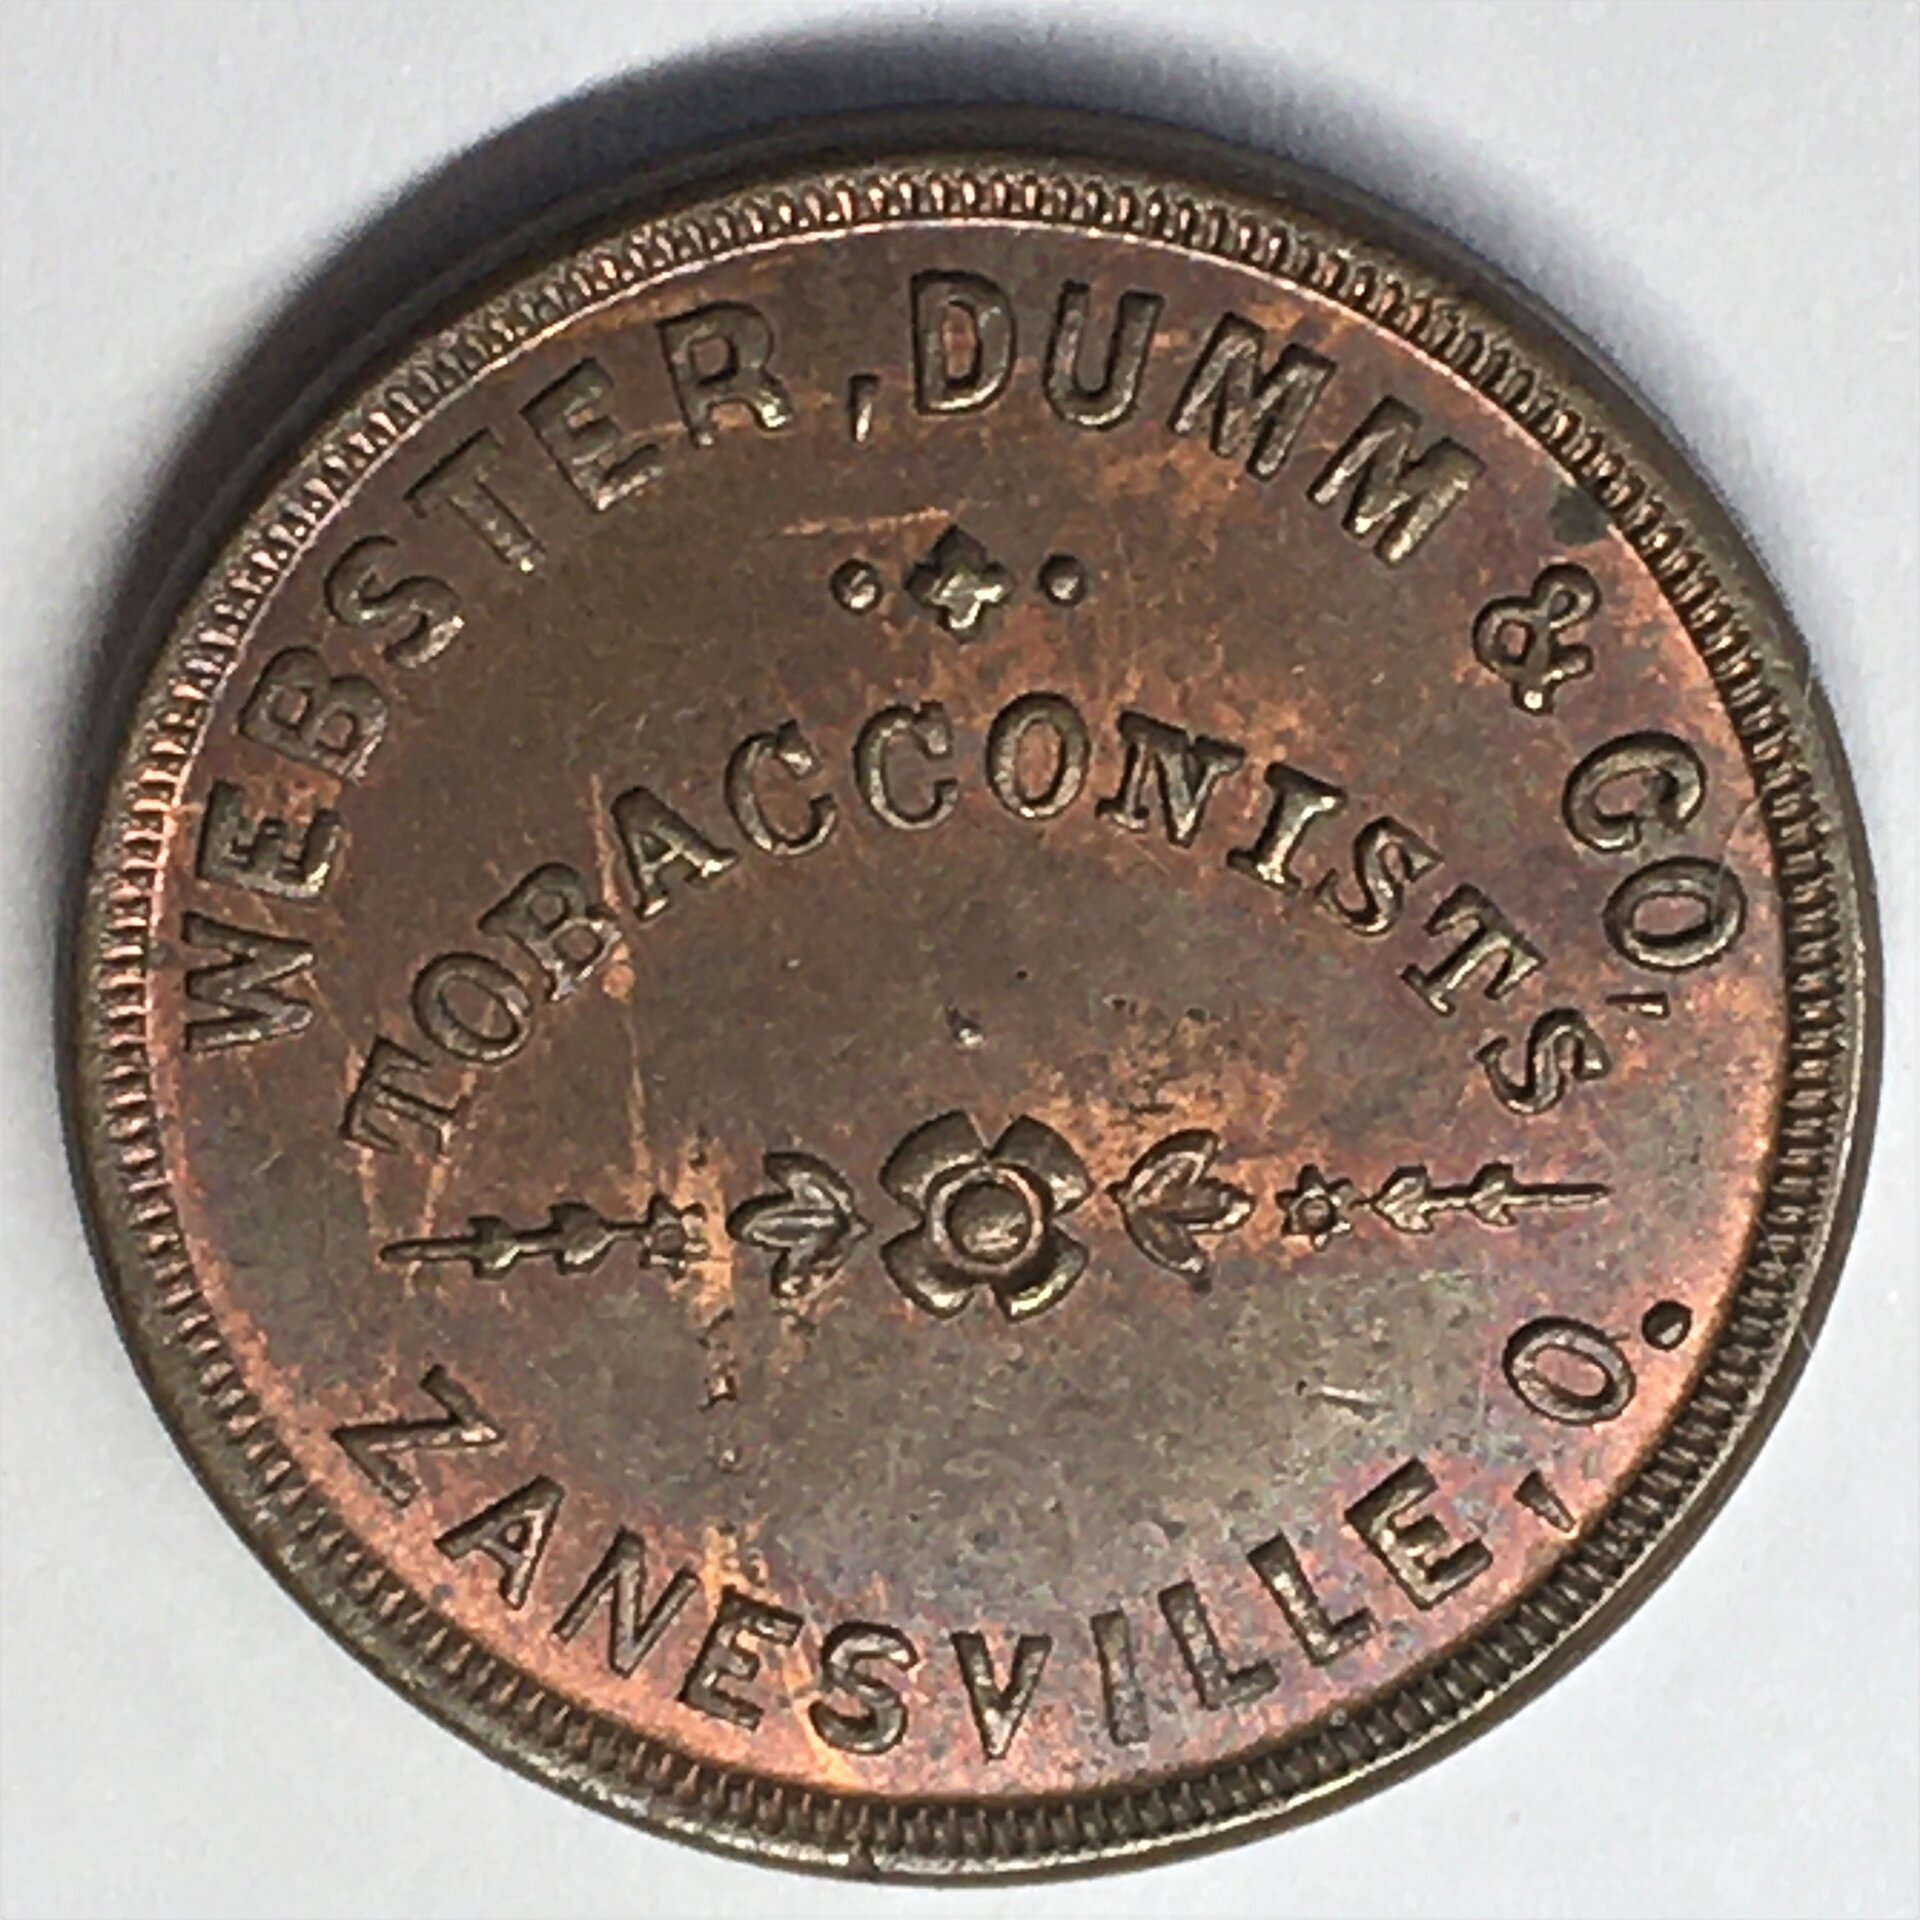 WEBSTER, DUMM & CO,
TOBACCONISTS
ZANESVILLE, O.